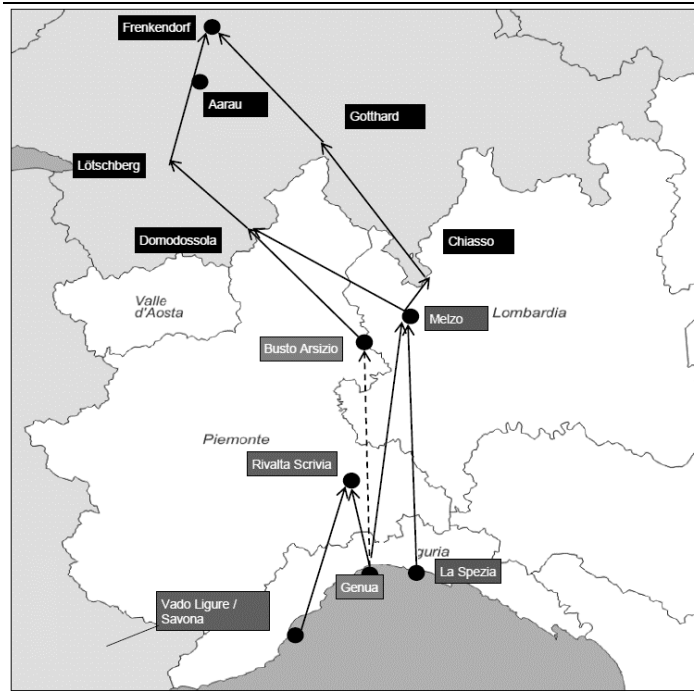 Frenkendorf
Aarau
Gotthard
Lötschberg
Domodossola
Chiasso
Valle
d'Aosta
Melzo
Lombardia
Busto Arsizio
Piemonte
Rivalta Scrivia
guria
Genua
La Spezia
Vado Ligure /
Savona